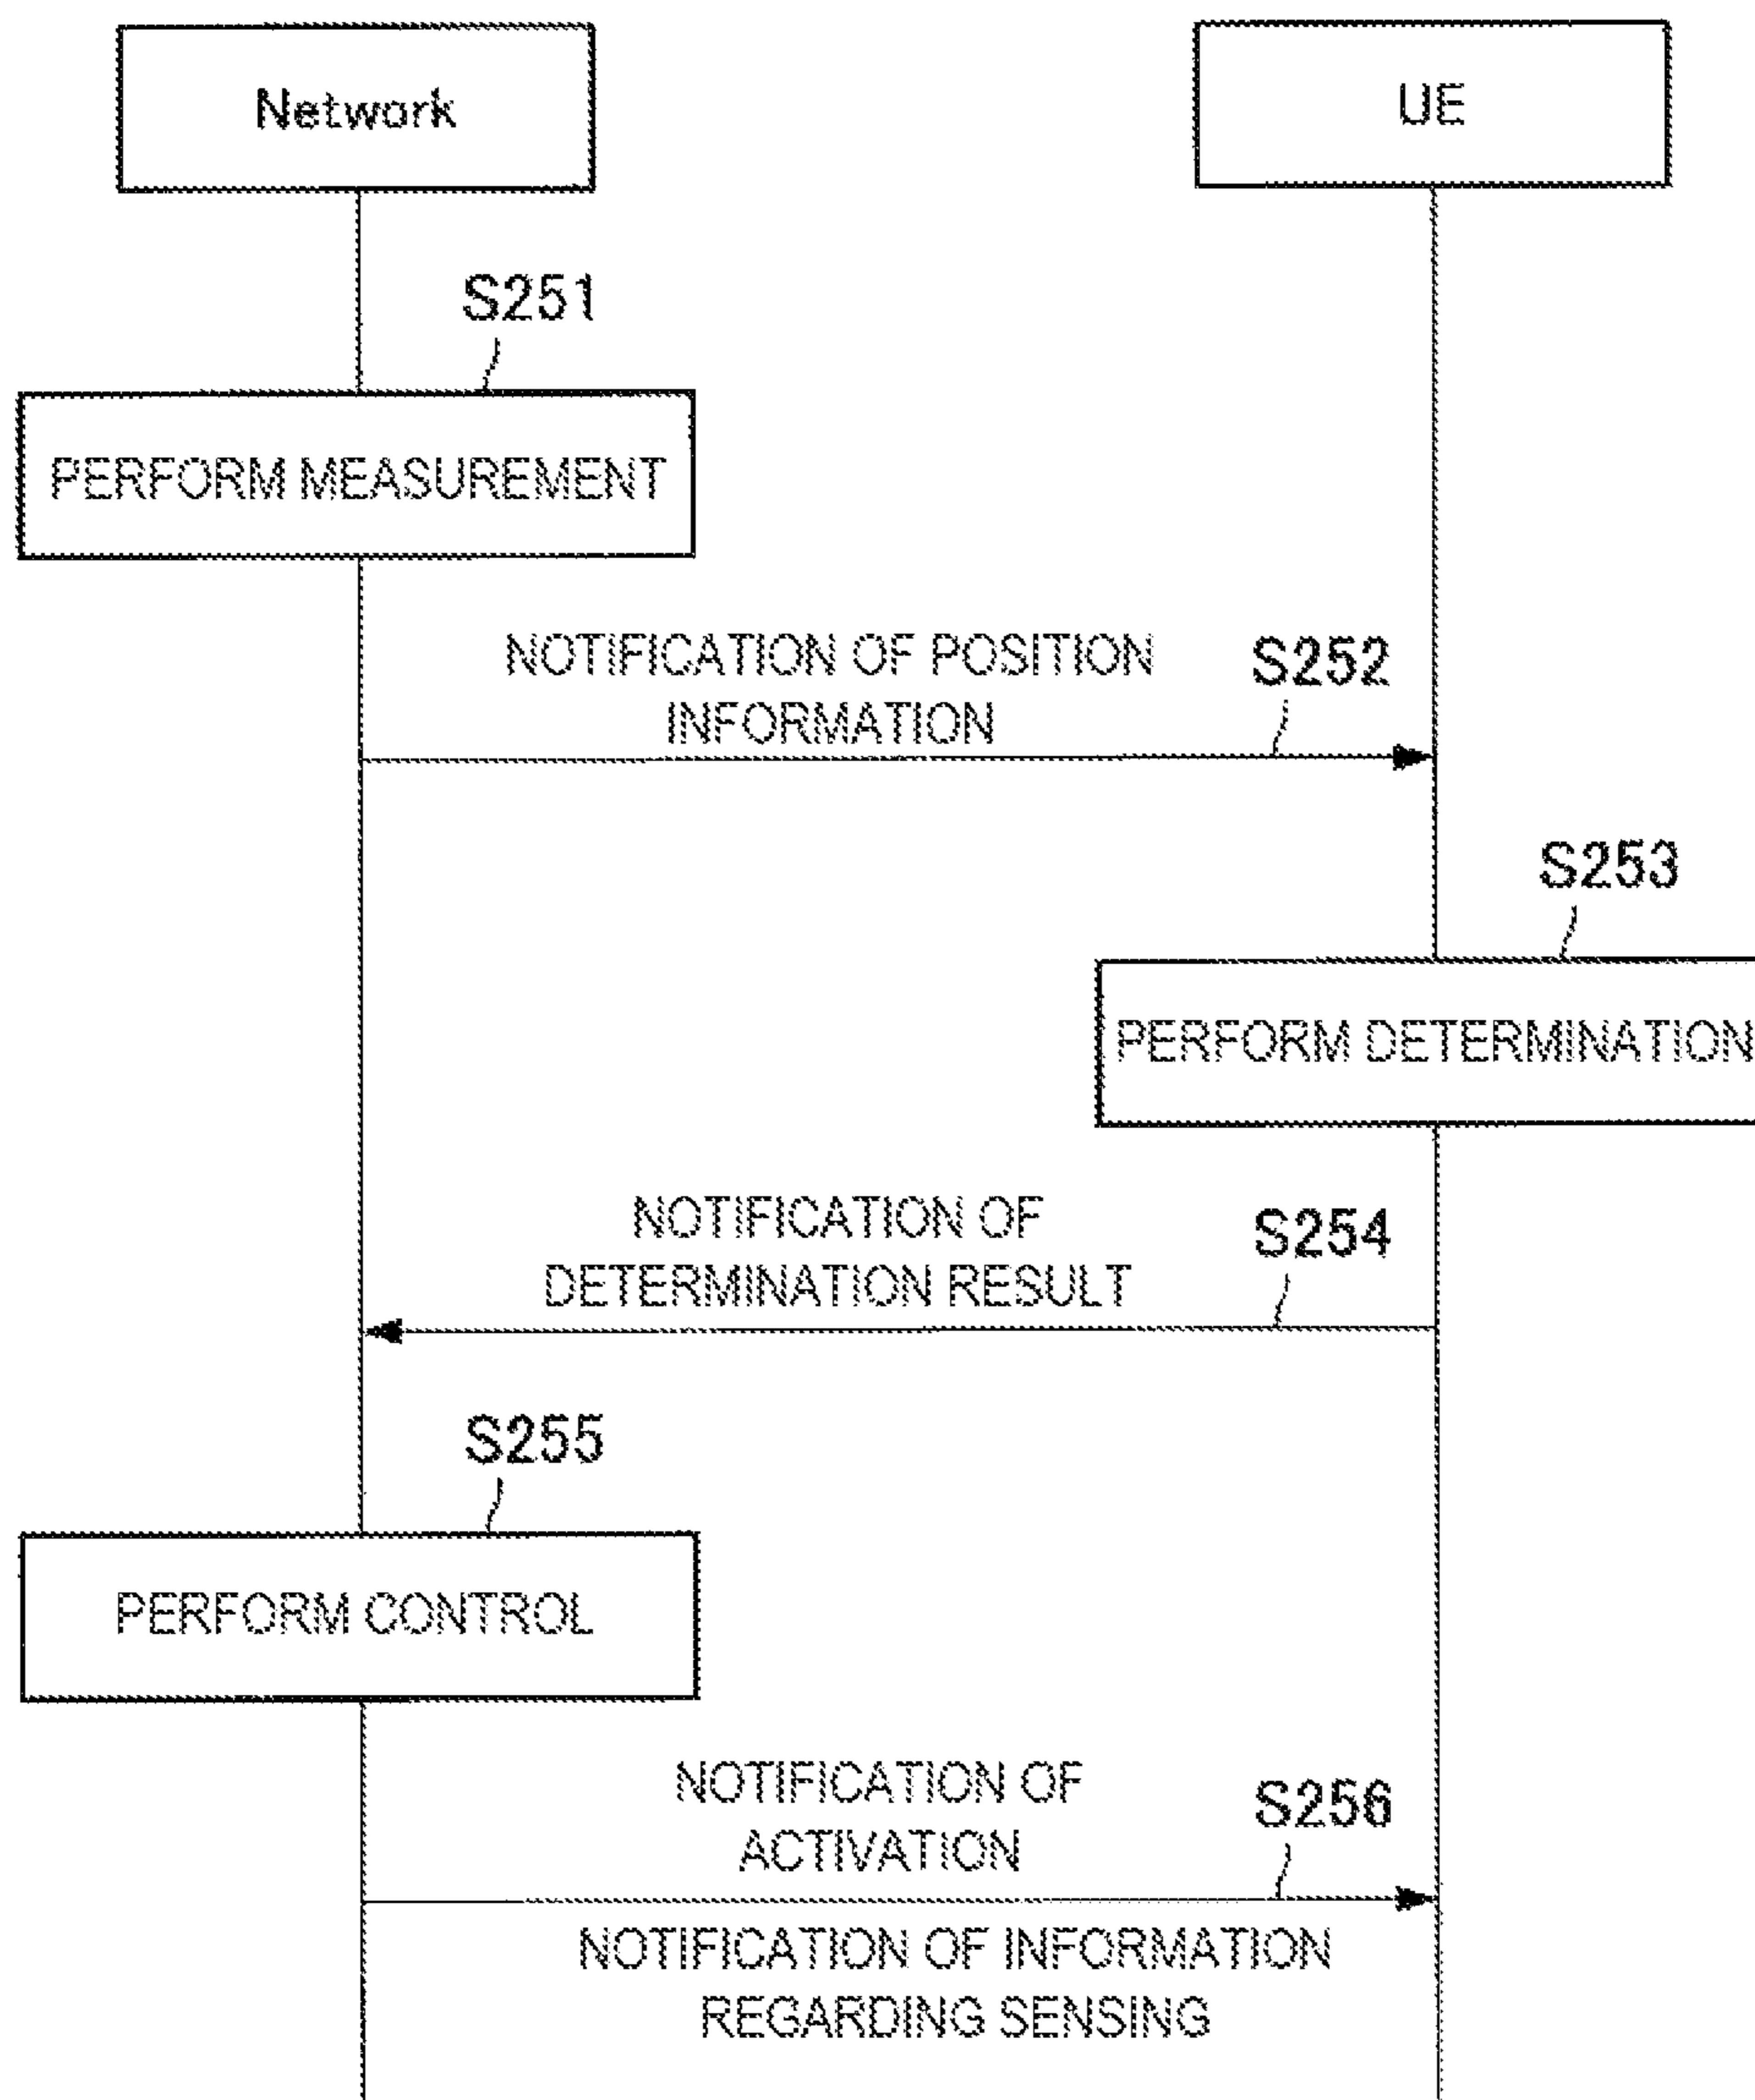 Network
UE
S251
PERFORM MEASUREMENT
NOTIFICATION OF POSITION
INFORMATION
S252
S253
PERFORM DETERMINATION
NOTIFICATION OF
DETERMINATION RESULT
S254
S255
PERFORM CONTROL
NOTIFICATION OF
ACTIVATION
S256
NOTIFICATION OF INFORMATION
REGARDING SENSING